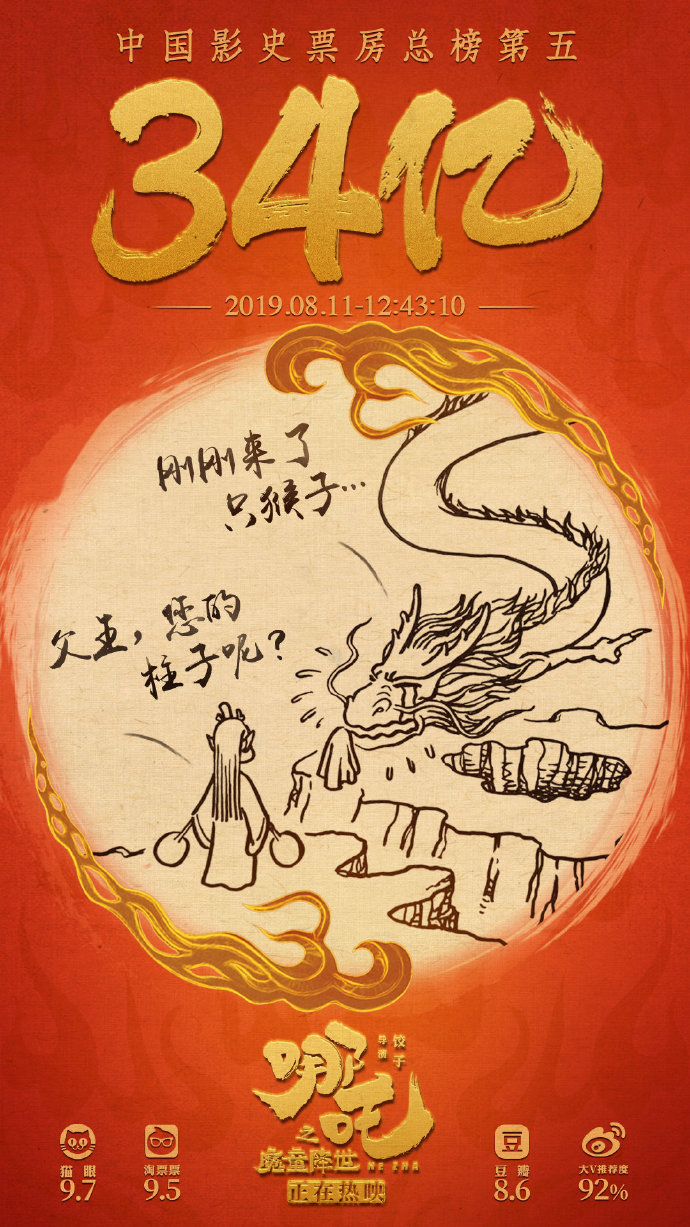 中国影史票房总榜第五
34亿
2019.08.11-12:43:10
刚刚来了
只猴子…
父王，您的
柱子呢？
哪吒
导演 饺子
之
魔童降世
NE ZHA
正在热映
猫眼
9.7
淘票票
9.5
豆
豆瓣
8.6
大V推荐度
92%